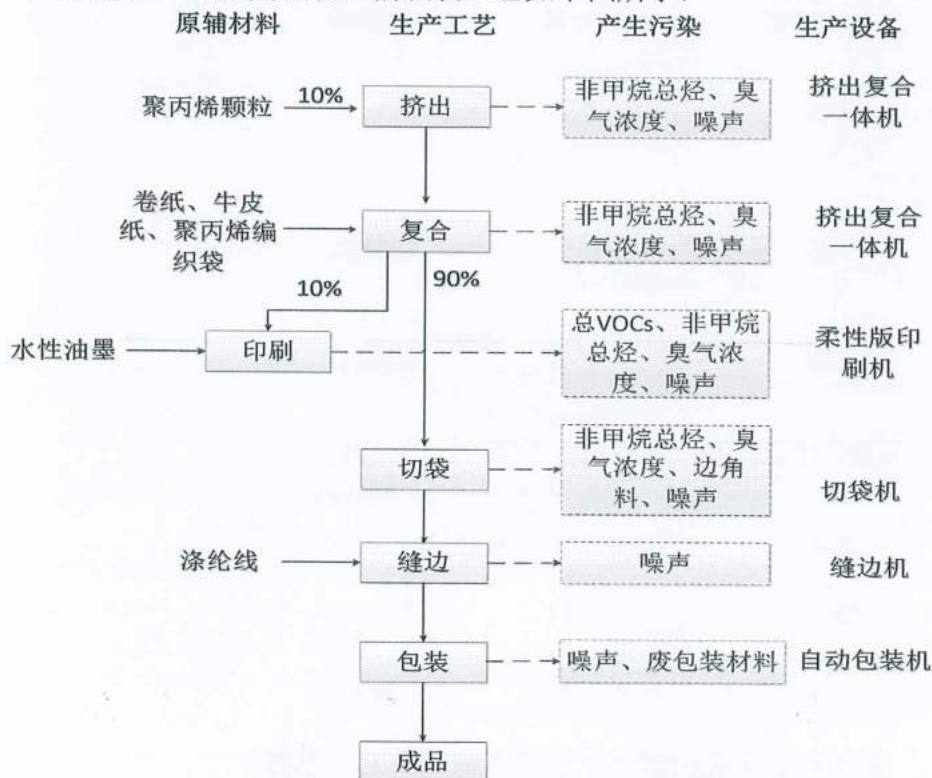 原辅材料 生产工艺 产生污染 生产设备
聚丙烯颗粒 10% 挤出 非甲烷总烃、臭
气浓度、噪声 挤出复合
一体机
卷纸、牛皮
纸、聚丙烯编
织袋
复合 非甲烷总烃、臭
气浓度、噪声 挤出复合
一体机
10% 90%
水性油墨 印刷 总VOCs、非甲烷
总烃、臭气浓
度、噪声 柔性版印
刷机
切袋 非甲烷总烃、臭
气浓度、边角
料、噪声 切袋机
涤纶线 缝边 噪声 缝边机
包装 噪声、废包装材料 自动包装机
成品